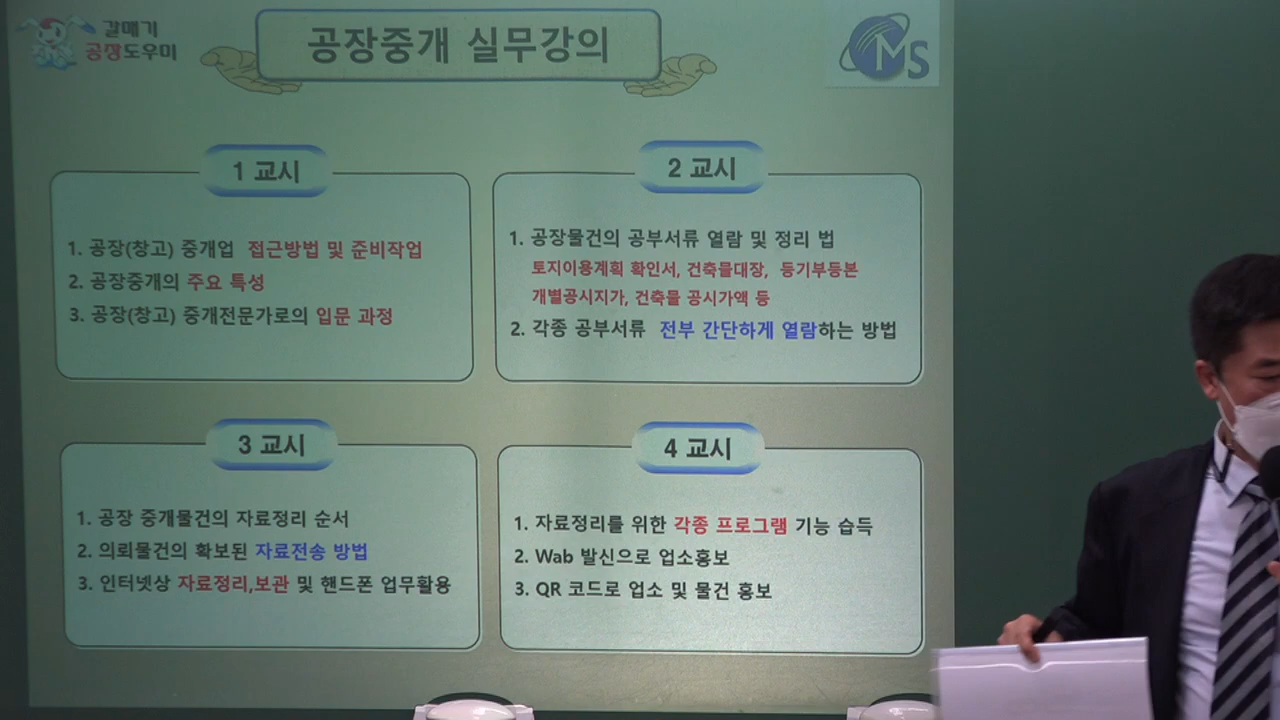 갈매기
공장도우미
공장중개 실무강의
CMS
1 교시
1. 공장(창고) 중개업 접근방법 및 준비작업
2. 공장중개의 주요 특성
3. 공장(창고) 중개전문가로의 입문 과정
2 교시
1. 공장물건의 공부서류 열람 및 정리 법
토지이용계획 확인서, 건축물대장, 등기부등본
개별공시지가, 건축물 공시가액 등
2. 각종 공부서류 전부 간단하게 열람하는 방법
3 교시
1. 공장 중개물건의 자료정리 순서
2. 의뢰물건의 확보된 자료전송 방법
3. 인터넷상 자료정리,보관 및 핸드폰 업무활용
4 교시
1. 자료정리를 위한 각종 프로그램 기능 습득
2. Wab 발신으로 업소홍보
3. QR 코드로 업소 및 물건 홍보